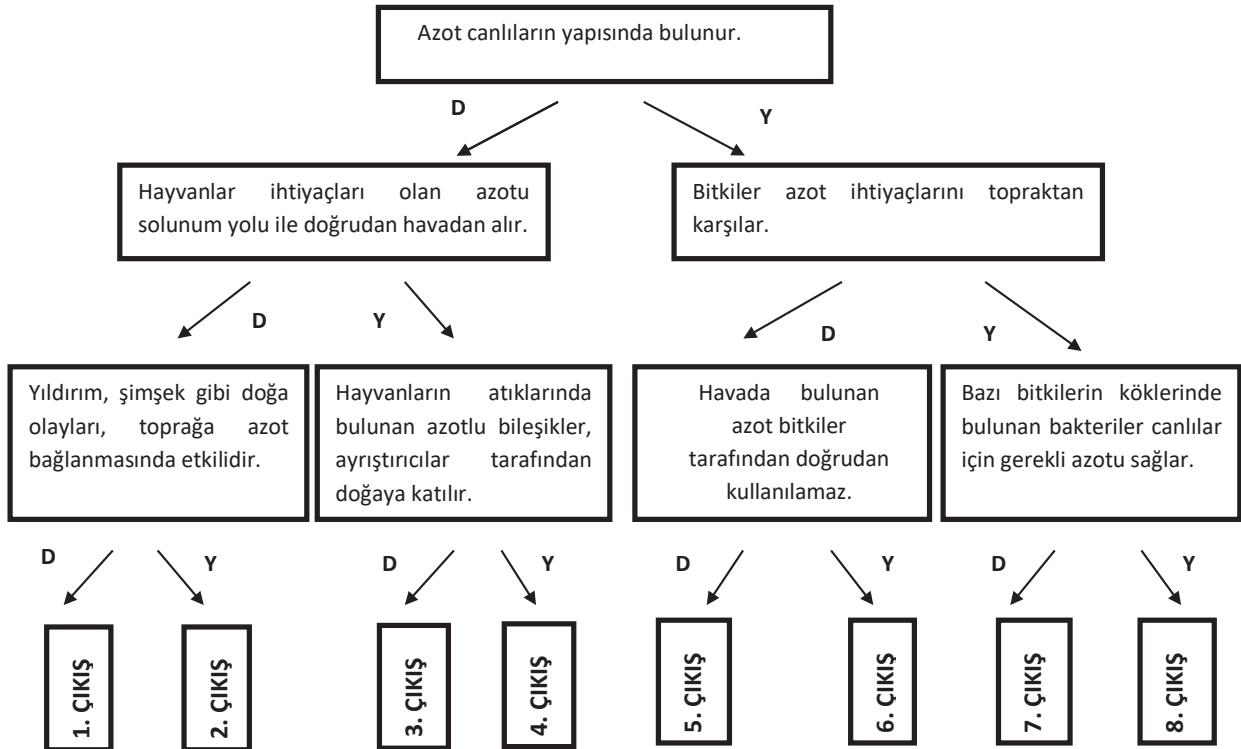 Azot canlıların yapısında bulunur.
D
Y
Hayvanlar ihtiyaçları olan azotu
solunum yolu ile doğrudan havadan alır.
Bitkiler azot ihtiyaçlarını topraktan
karşılar.
D
Y
D
Y
Yıldırım, şimşek gibi doğa
olayları, toprağa azot
bağlanmasında etkilidir.
Hayvanların atıklarında
bulunan azotlu bileşikler,
ayrıştırıcılar tarafından
doğaya katılır.
Havada bulunan
azot bitkiler
tarafından doğrudan
kullanılamaz.
Bazı bitkilerin köklerinde
bulunan bakteriler canlılar
için gerekli azotu sağlar.
D
Y
D
Y
D
Y
D
Y
1. ÇIKIŞ
2. ÇIKIŞ
3. ÇIKIŞ
4. ÇIKIŞ
5. ÇIKIŞ
6. ÇIKIŞ
7. ÇIKIŞ
8. ÇIKIŞ